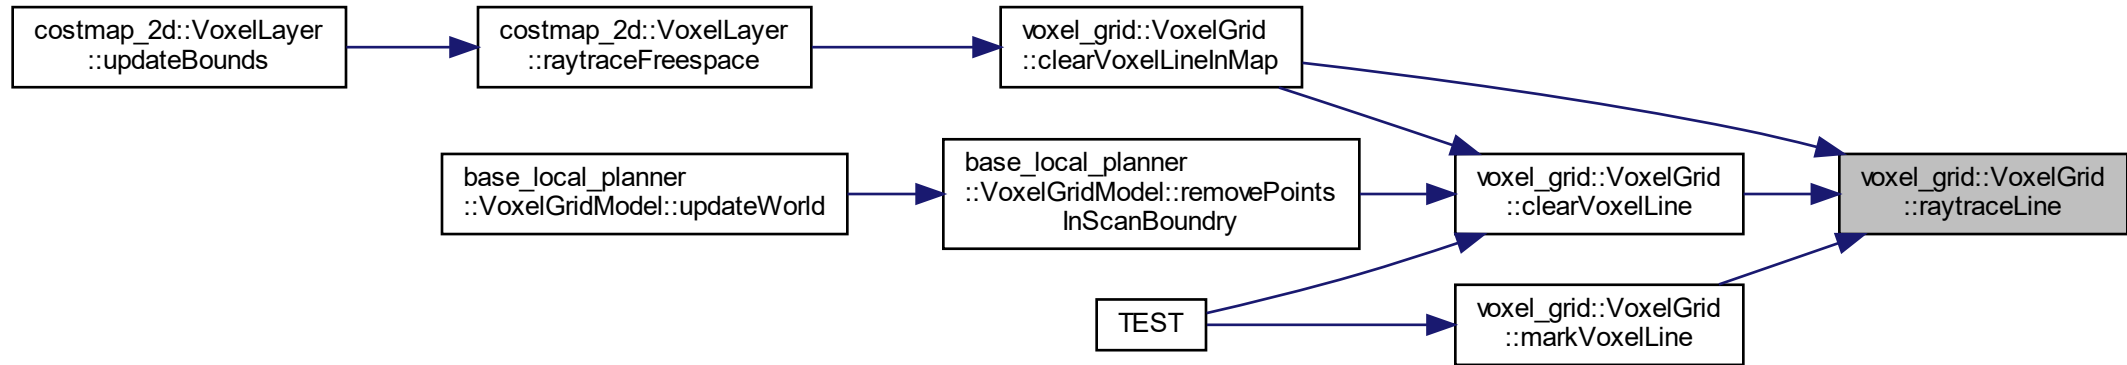 costmap_2d::VoxelLayer
::updateBounds
costmap_2d::VoxelLayer
::raytraceFreespace
voxel_grid::VoxelGrid
::clearVoxelLineInMap
base_local_planner
::VoxelGridModel::updateWorld
base_local_planner
::VoxelGridModel::removePoints
InScanBoundry
voxel_grid::VoxelGrid
::clearVoxelLine
voxel_grid::VoxelGrid
::raytraceLine
TEST
voxel_grid::VoxelGrid
::markVoxelLine